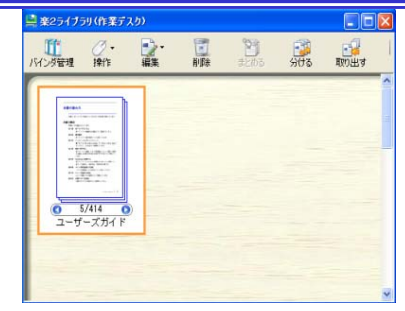 楽2ライブラリ(作業デスク)
バインダ管理 操作 編集 削除 まとめる 分ける 取り出す
5/414
ユーザーズガイド